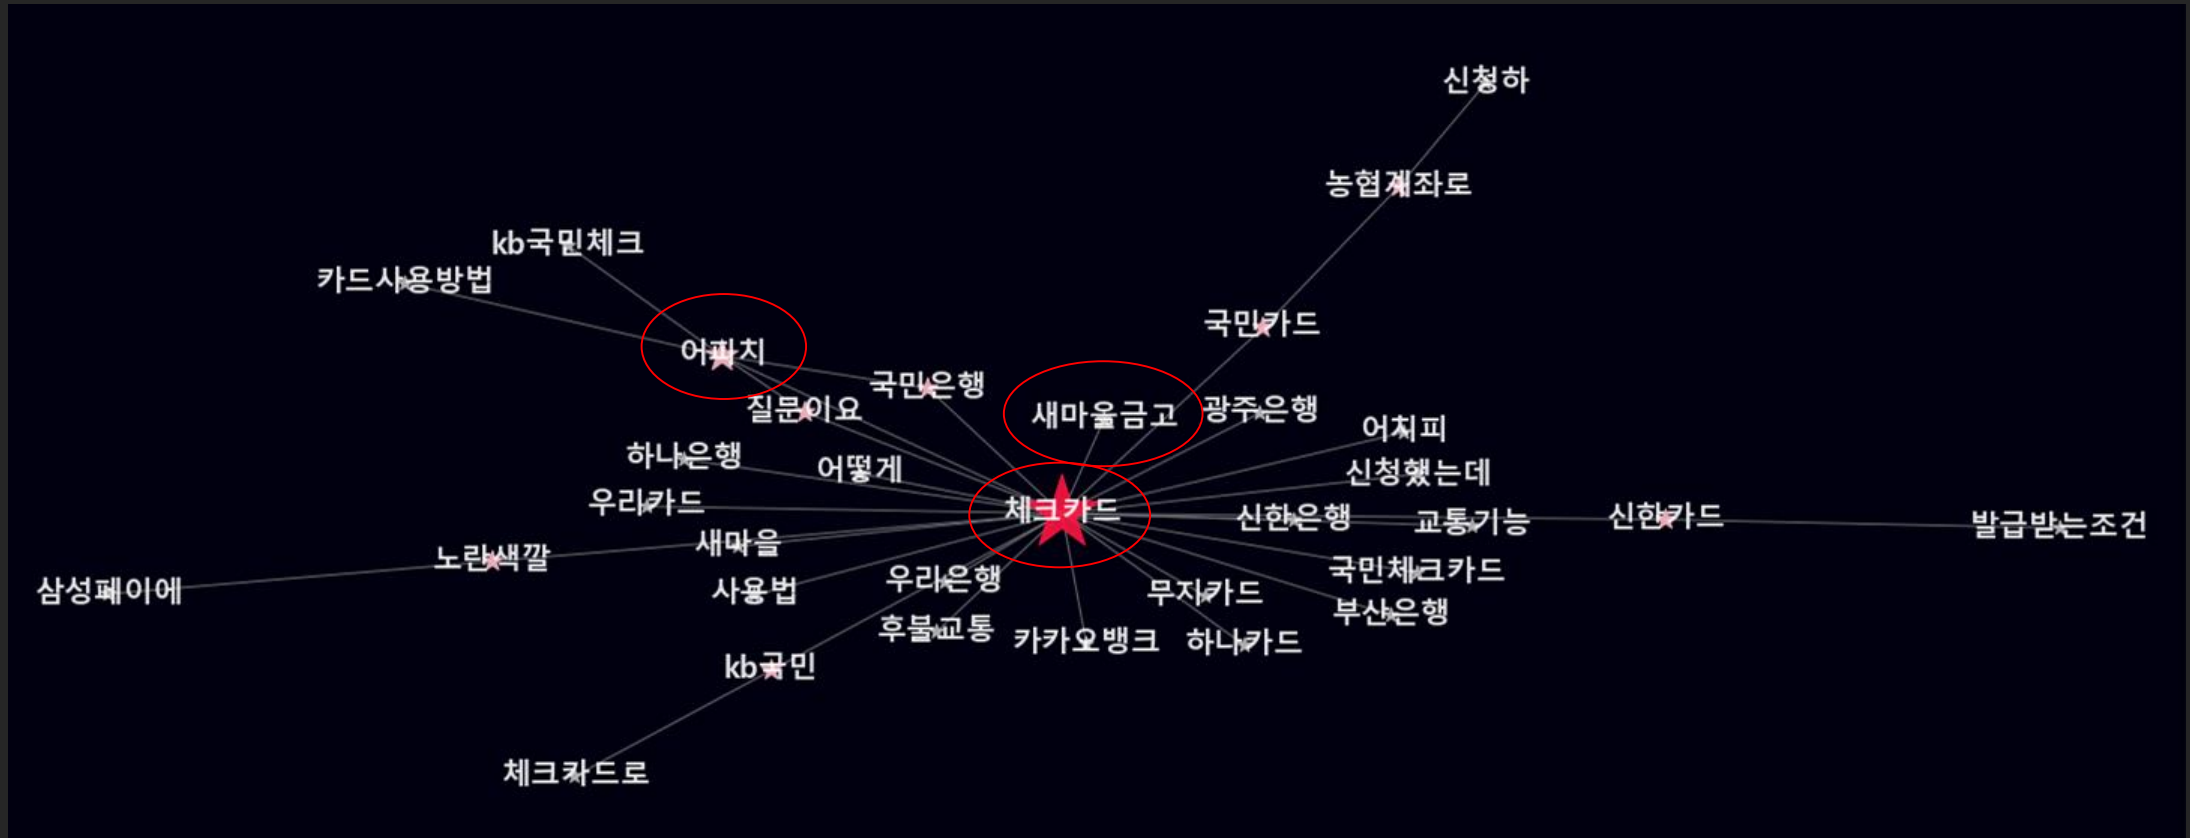 신청하
농협계좌로
kb국민체크
카드사용방법
국민카드
어파치
국민은행
질문이요
새마울금고
광주은행
어치피
하나은행
어떻게
신청했는데
우리카드
체크카드
신한은행
교통기능
신한카드
발급받는조건
새마을
노란색깔
삼성페이에
사용법
우리은행
무지카드
국민체크카드
부산은행
후불교통
카카오뱅크
하나카드
kb국민
체크카드로